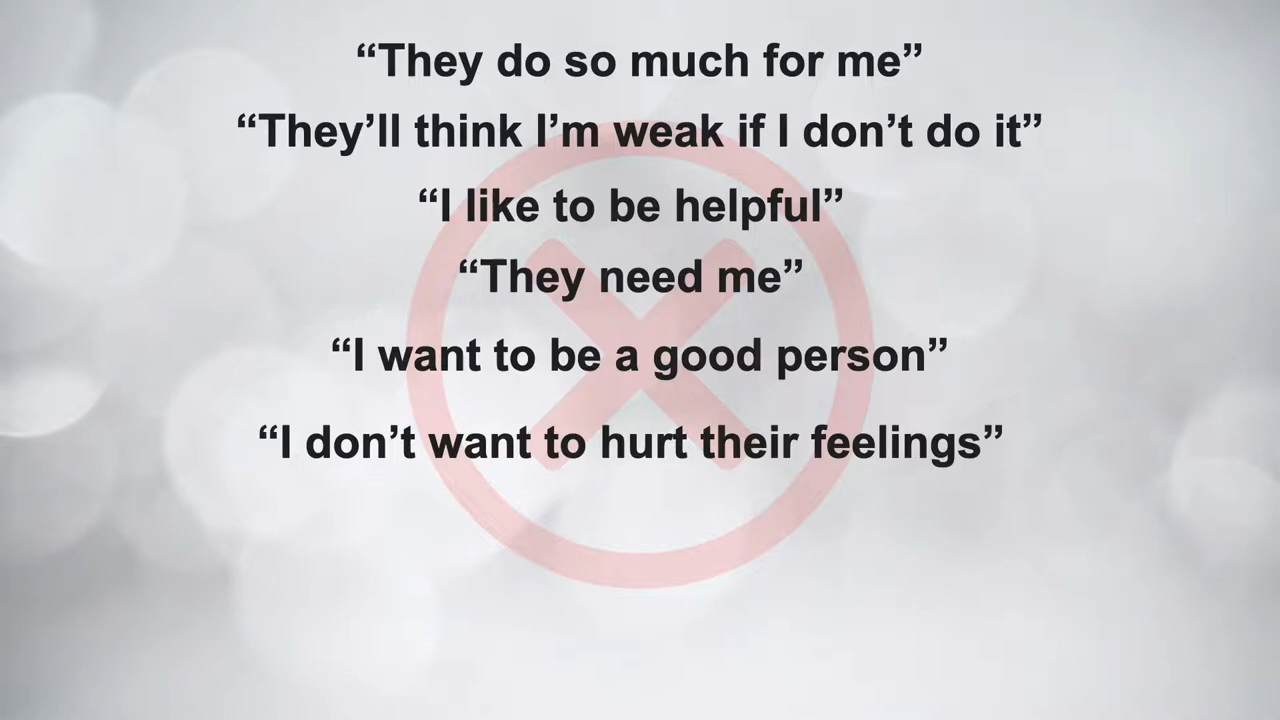 “They do so much for me”
“They’ll think I’m weak if I don’t do it”
“I like to be helpful”
“They need me”
“I want to be a good person”
“I don’t want to hurt their feelings”